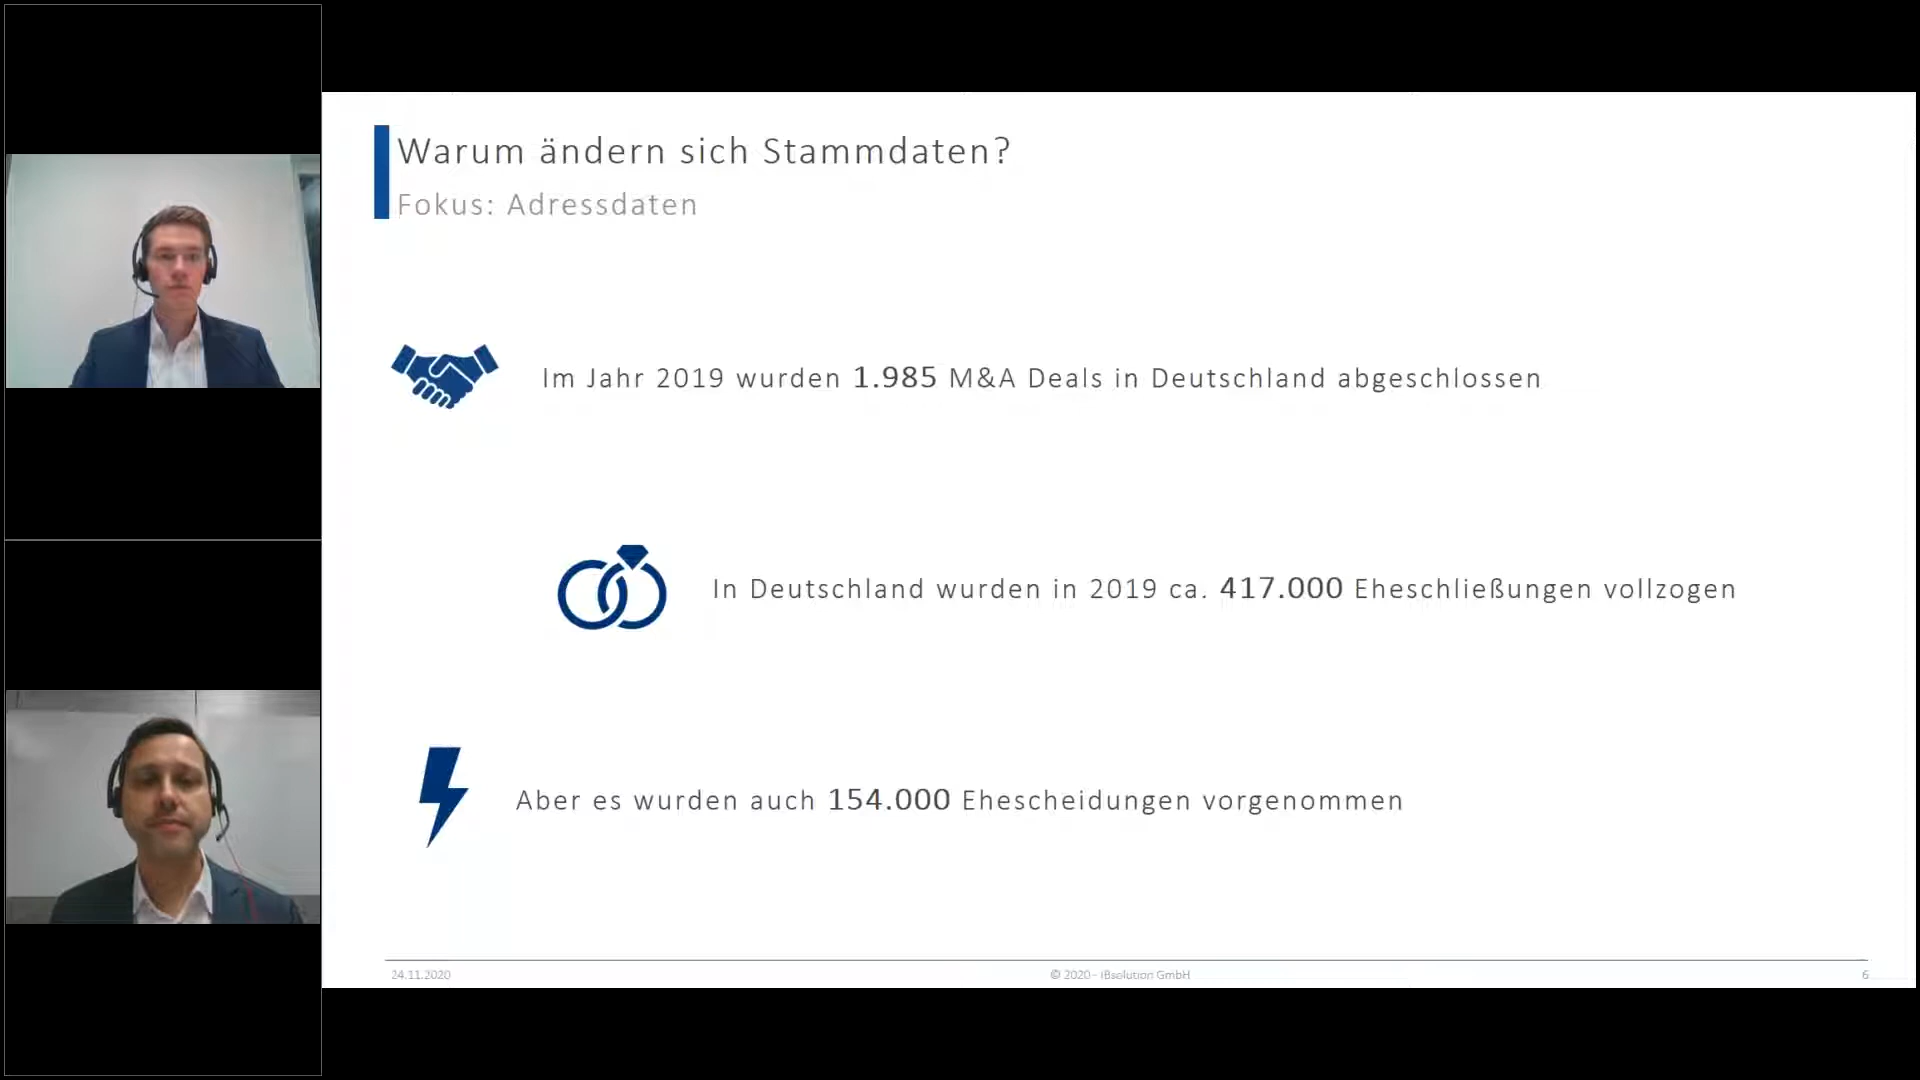 Warum ändern sich Stammdaten?
Fokus: Adressdaten
Im Jahr 2019 wurden 1.985 M&A Deals in Deutschland abgeschlossen
In Deutschland wurden in 2019 ca. 417.000 Eheschließungen vollzogen
Aber es wurden auch 154.000 Ehescheidungen vorgenommen
24.11.2020
© 2020 - IBsolution GmbH
6